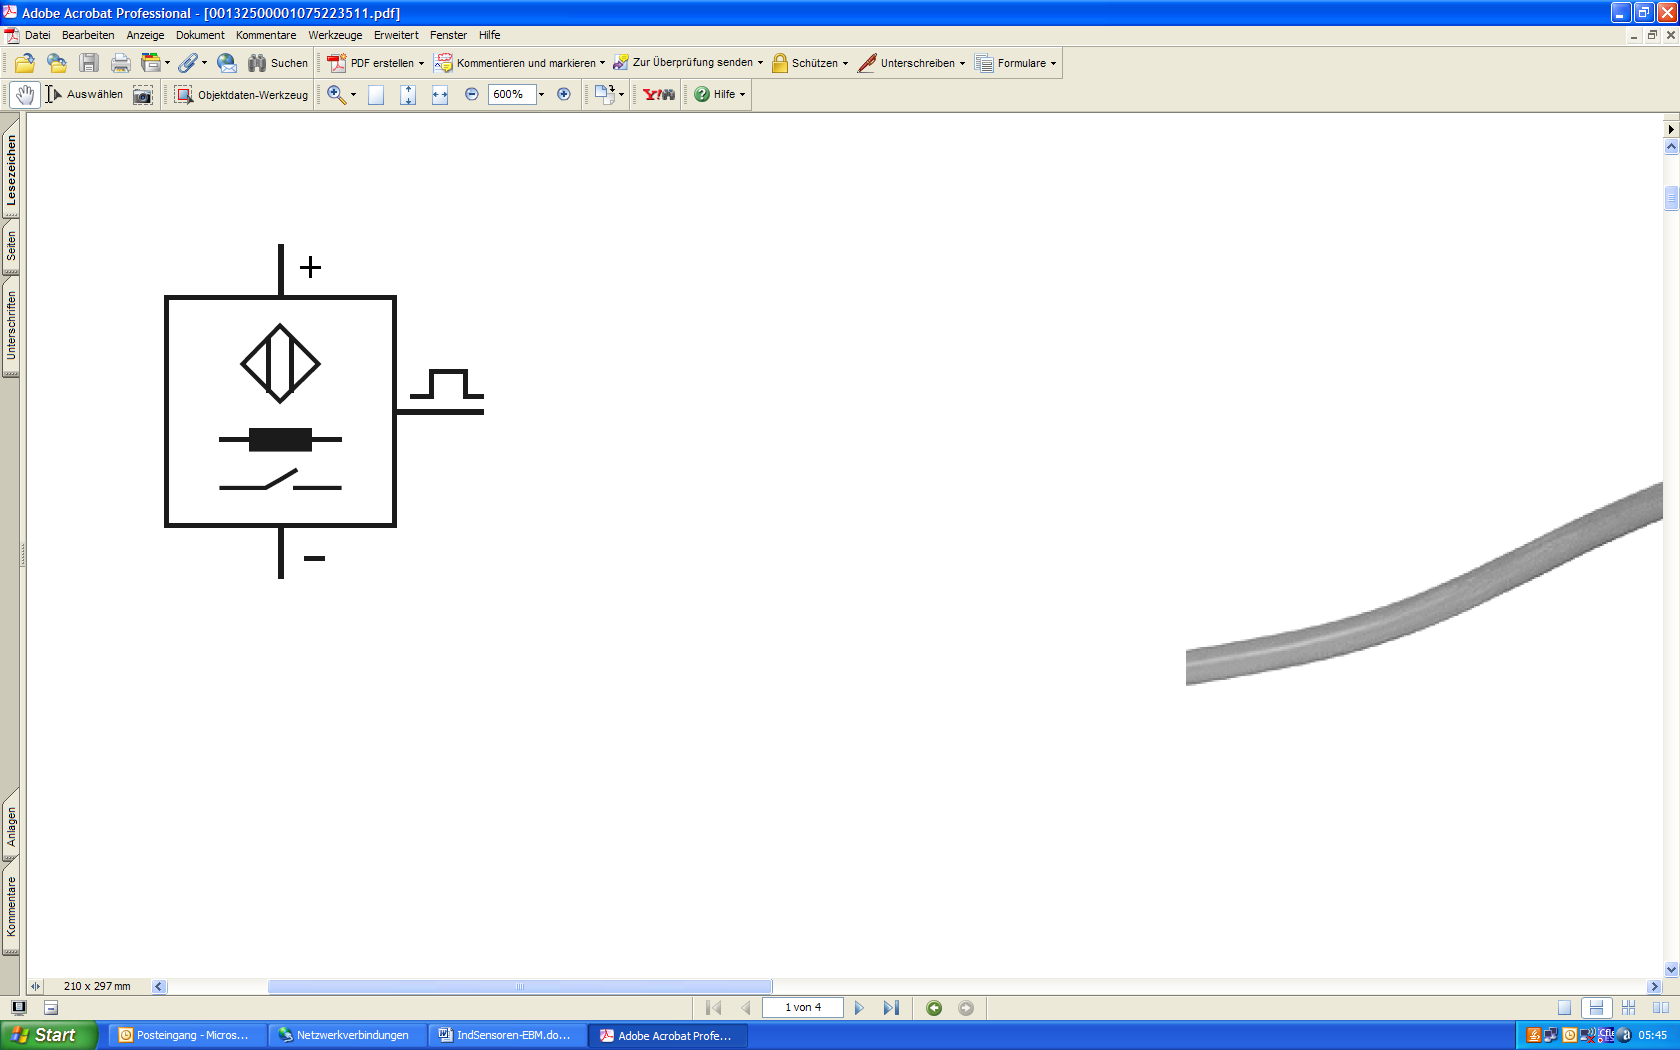 Adobe Acrobat Professional - [00132500001075223511.pdf]
Datei Bearbeiten Anzeige Dokument Kommentare Werkzeuge Erweitert Fenster Hilfe
Suchen PDF erstellen Kommentieren und markieren Zur Überprüfung senden Schützen Unterschreiben Formulare
Auswählen Objektdaten-Werkzeug 600% Y! Hilfe
Lesezeichen
Seiten
Unterschriften
Anlagen
Kommentare
+
−
210 x 297 mm
1 von 4
Start Posteingang - Micros... Netzwerkverbindungen IndSensoren-EBM.do... Adobe Acrobat Profe... 05:45